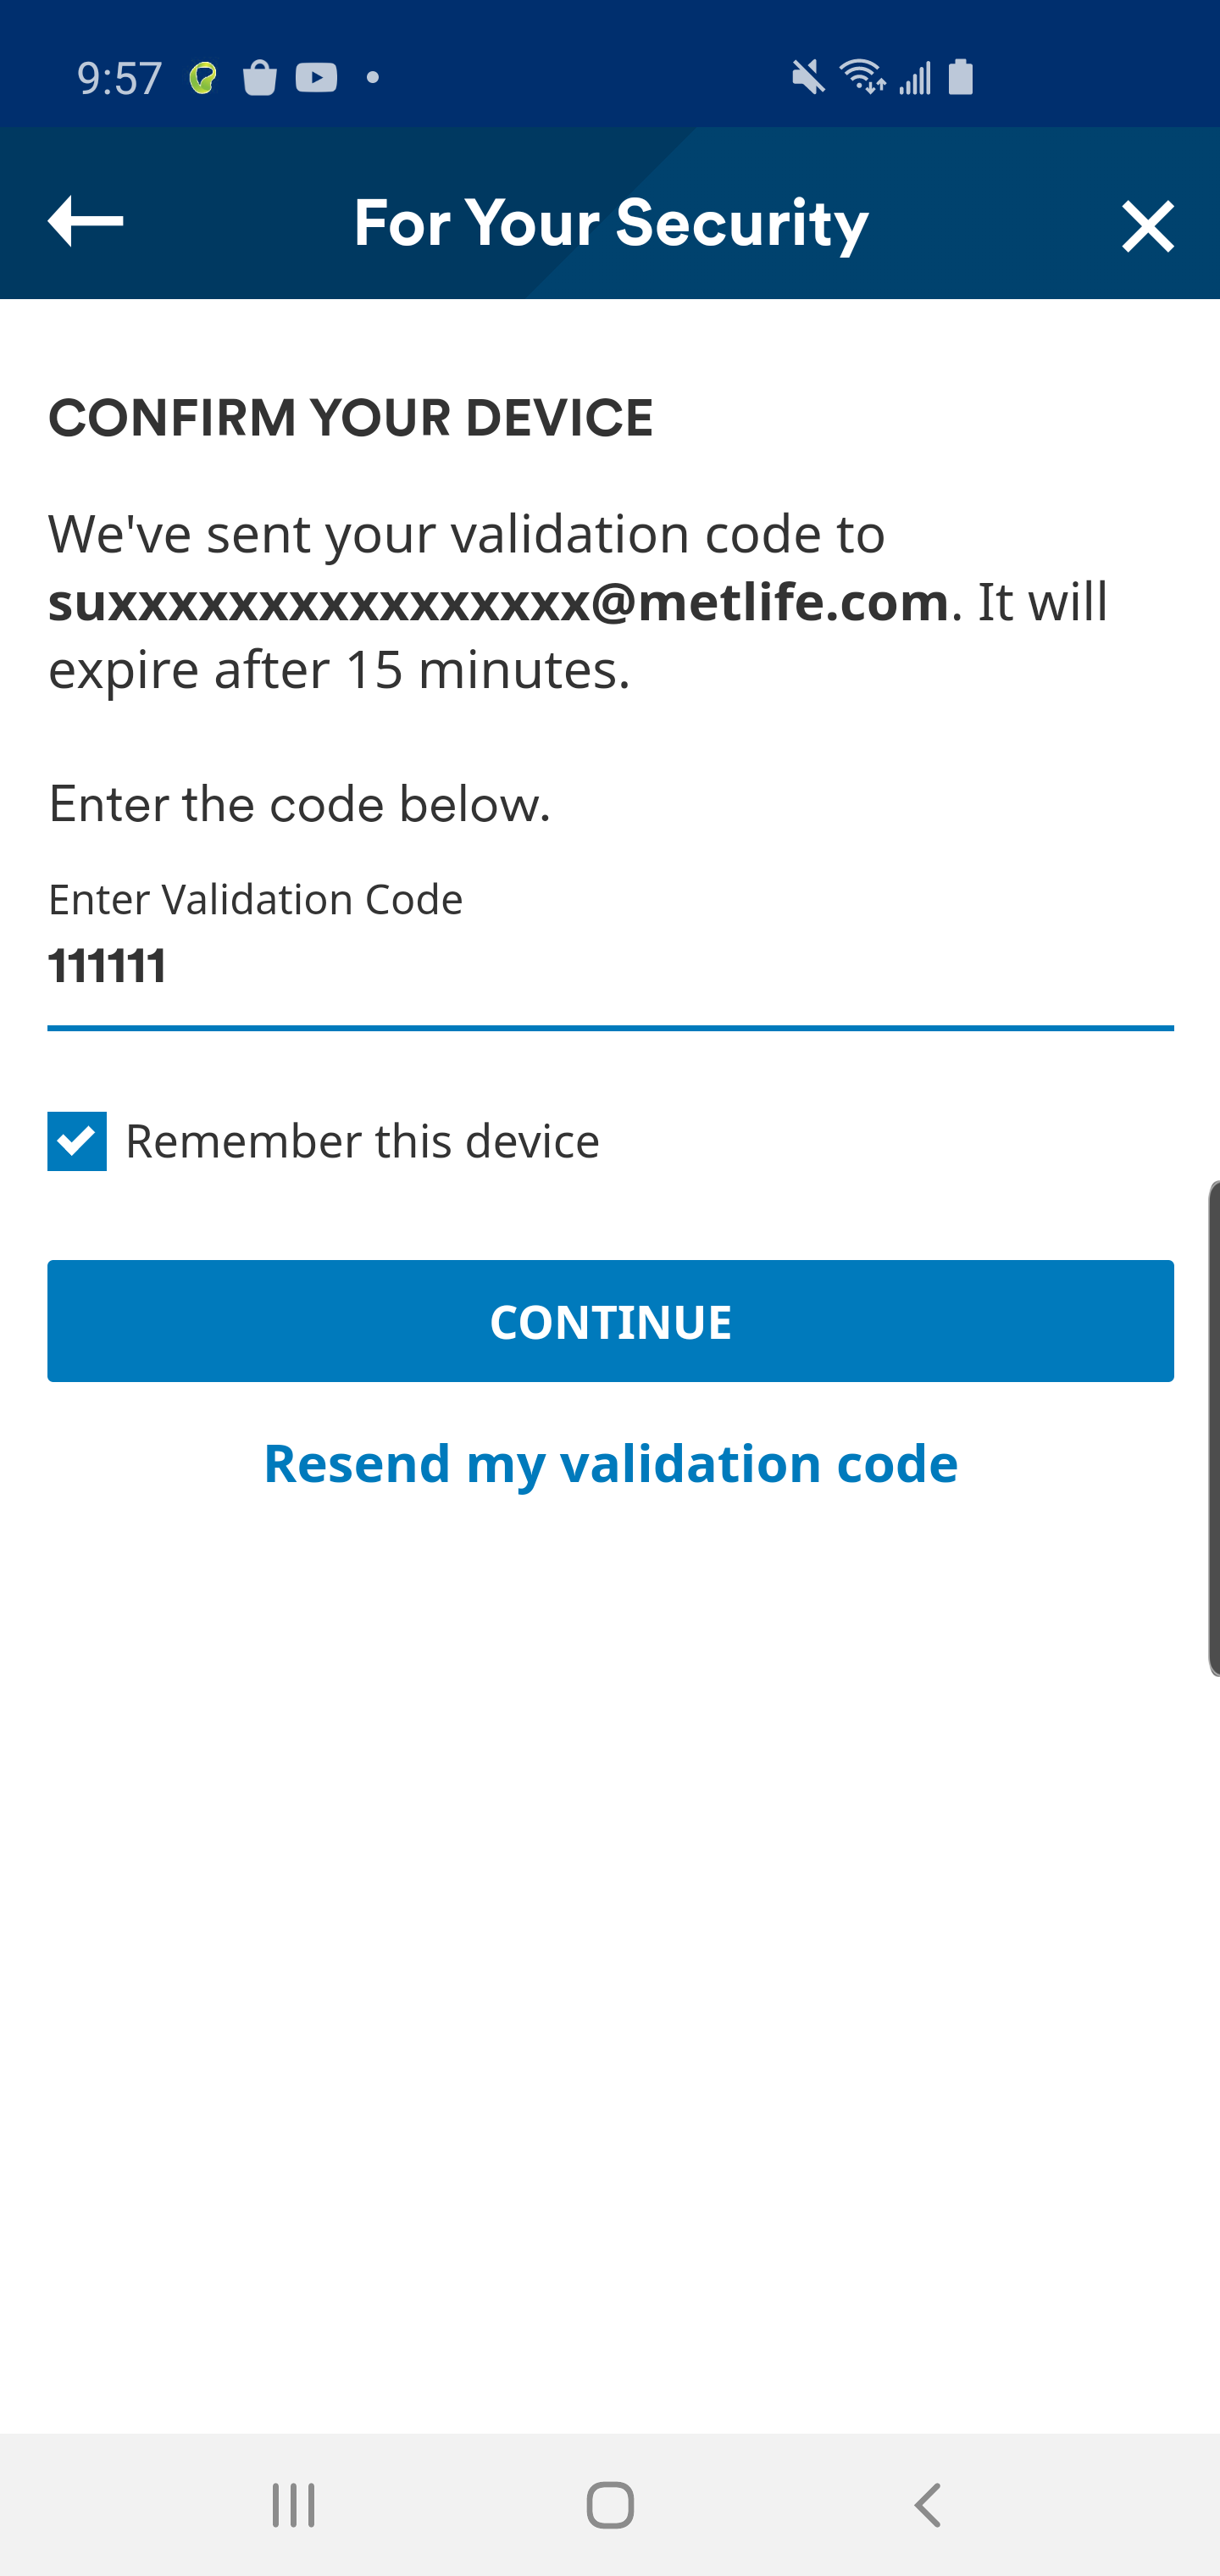 9:57
For Your Security
CONFIRM YOUR DEVICE
We've sent your validation code to
suxxxxxxxxxxxxxxxx@metlife.com. It will
expire after 15 minutes.
Enter the code below.
Enter Validation Code
111111
Remember this device
CONTINUE
Resend my validation code